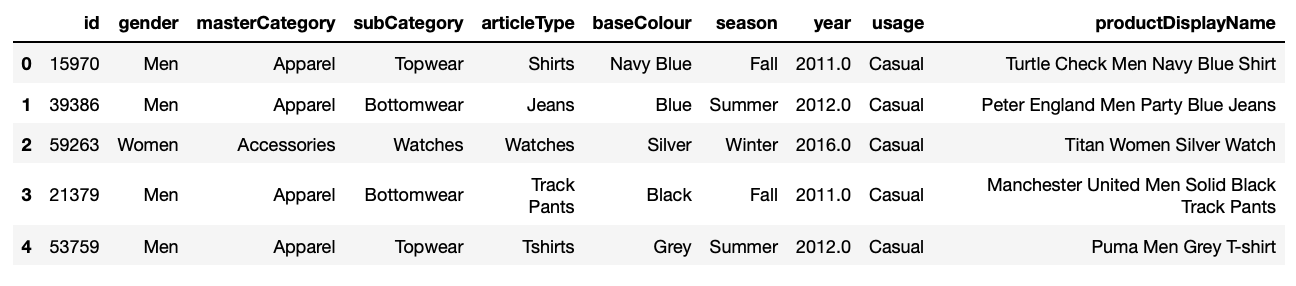 id gender masterCategory subCategory articleType baseColour season year usage productDisplayName
0 15970 Men Apparel Topwear Shirts Navy Blue Fall 2011.0 Casual Turtle Check Men Navy Blue Shirt
1 39386 Men Apparel Bottomwear Jeans Blue Summer 2012.0 Casual Peter England Men Party Blue Jeans
2 59263 Women Accessories Watches Watches Silver Winter 2016.0 Casual Titan Women Silver Watch
3 21379 Men Apparel Bottomwear Track Pants Black Fall 2011.0 Casual Manchester United Men Solid Black Track Pants
4 53759 Men Apparel Topwear Tshirts Grey Summer 2012.0 Casual Puma Men Grey T-shirt